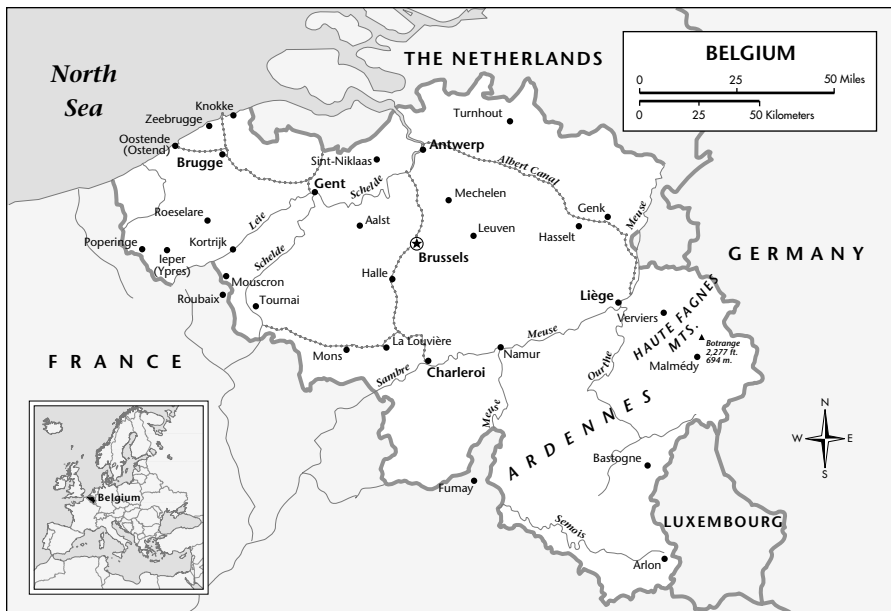 THE NETHERLANDS
BELGIUM
0 25 50 Miles
0 25 50 Kilometers
North
Sea
Knokke
Zeebrugge
Turnhout
Oostende
(Ostend)
Brugge
Antwerp
Sint-Niklaas
Albert Canal
Gent
Schelde
Mechelen
Roeselare
Leie
Aalst
Genk
Meuse
Leuven
Hasselt
Poperinge
Ieper
(Ypres)
Kortrijk
Schelde
Brussels
GERMANY
Mouscron
Halle
Roubaix
Tournai
Liège
Verviers
HAUTE FAGNES
MTS.
Botrange
2,277 ft.
694 m.
Malmédy
FRANCE
Mons
La Louvière
Meuse
Namur
Ourthe
Sambre
Charleroi
Meuse
ARDENNES
N
W E
S
Bastogne
Fumay
Belgium
Semois
LUXEMBOURG
Arlon